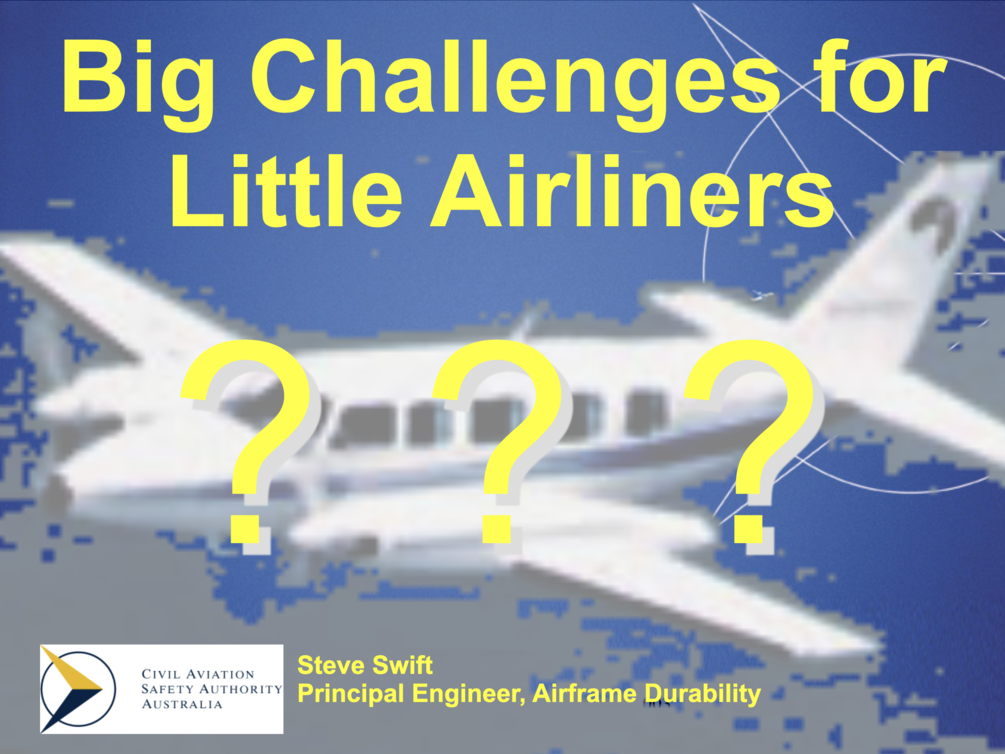 Big Challenges for
Little Airliners
? ? ?
CIVIL AVIATION
SAFETY AUTHORITY
AUSTRALIA
Steve Swift
Principal Engineer, Airframe Durability